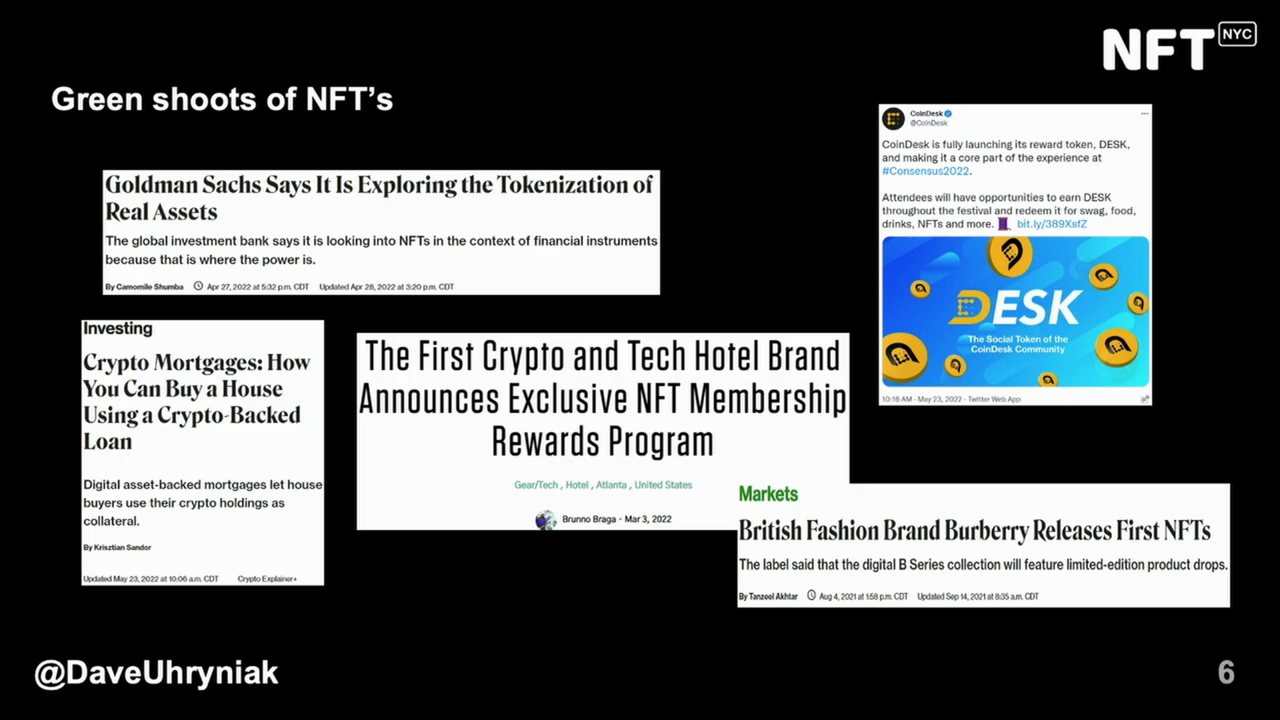 NFT NYC
Green shoots of NFT's
Goldman Sachs Says It Is Exploring the Tokenization of
Real Assets
The global investment bank says it is looking into NFTs in the context of financial instruments
because that is where the power is.
By Camomile Shumba Apr 27, 2022 at 5:32 p.m. CDT Updated Apr 28, 2022 at 3:20 p.m. CDT
CoinDesk
@CoinDesk
CoinDesk is fully launching its reward token, DESK,
and making it a core part of the experience at
#Consensus2022.
Attendees will have opportunities to earn DESK
throughout the festival and redeem it for swag, food,
drinks, NFTs and more. bit.ly/389XsfZ
DESK
The Social Token of the
CoinDesk Community
10:16 AM · May 23, 2022 · Twitter Web App
Investing
Crypto Mortgages: How
You Can Buy a House
Using a Crypto-Backed
Loan
Digital asset-backed mortgages let house
buyers use their crypto holdings as
collateral.
By Krisztian Sandor
Updated May 23, 2022 at 10:06 a.m. CDT Crypto Explainer+
The First Crypto and Tech Hotel Brand
Announces Exclusive NFT Membership
Rewards Program
Gear/Tech , Hotel , Atlanta , United States
Brunno Braga · Mar 3, 2022
Markets
British Fashion Brand Burberry Releases First NFTs
The label said that the digital B Series collection will feature limited-edition product drops.
By Tanzeel Akhtar Aug 4, 2021 at 1:58 p.m. CDT Updated Sep 14, 2021 at 8:35 a.m. CDT
@DaveUhryniak
6